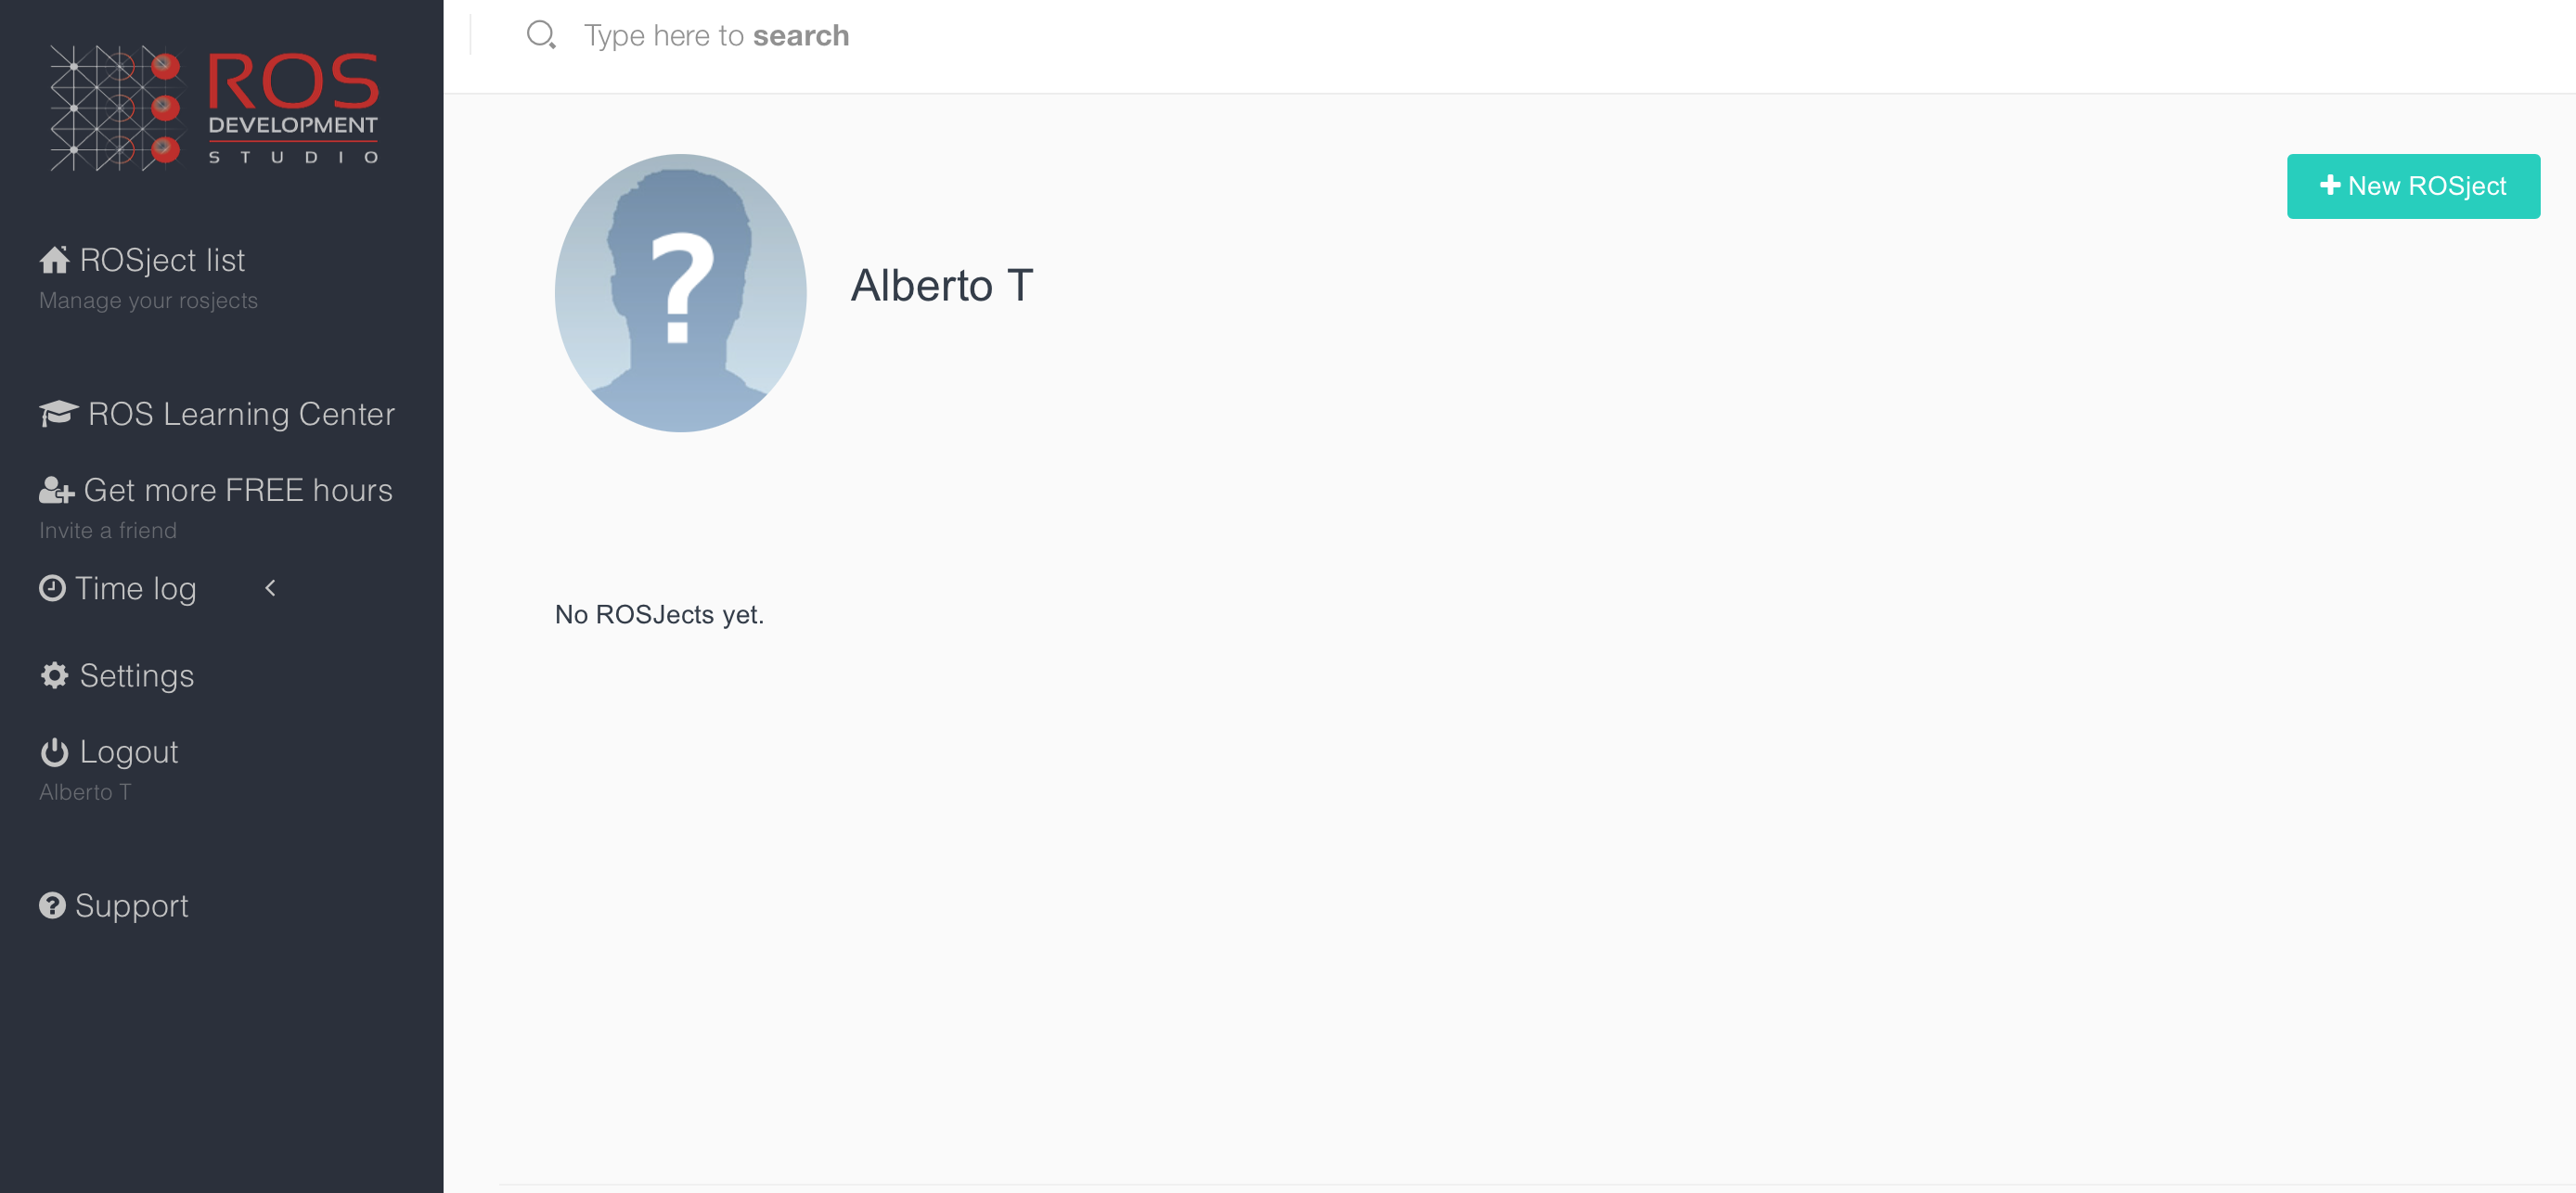 ROS
DEVELOPMENT
STUDIO
ROSject list
Manage your rosjects
ROS Learning Center
Get more FREE hours
Invite a friend
Time log
Settings
Logout
Alberto T
Support
Type here to search
New ROSject
?
Alberto T
No ROSJects yet.